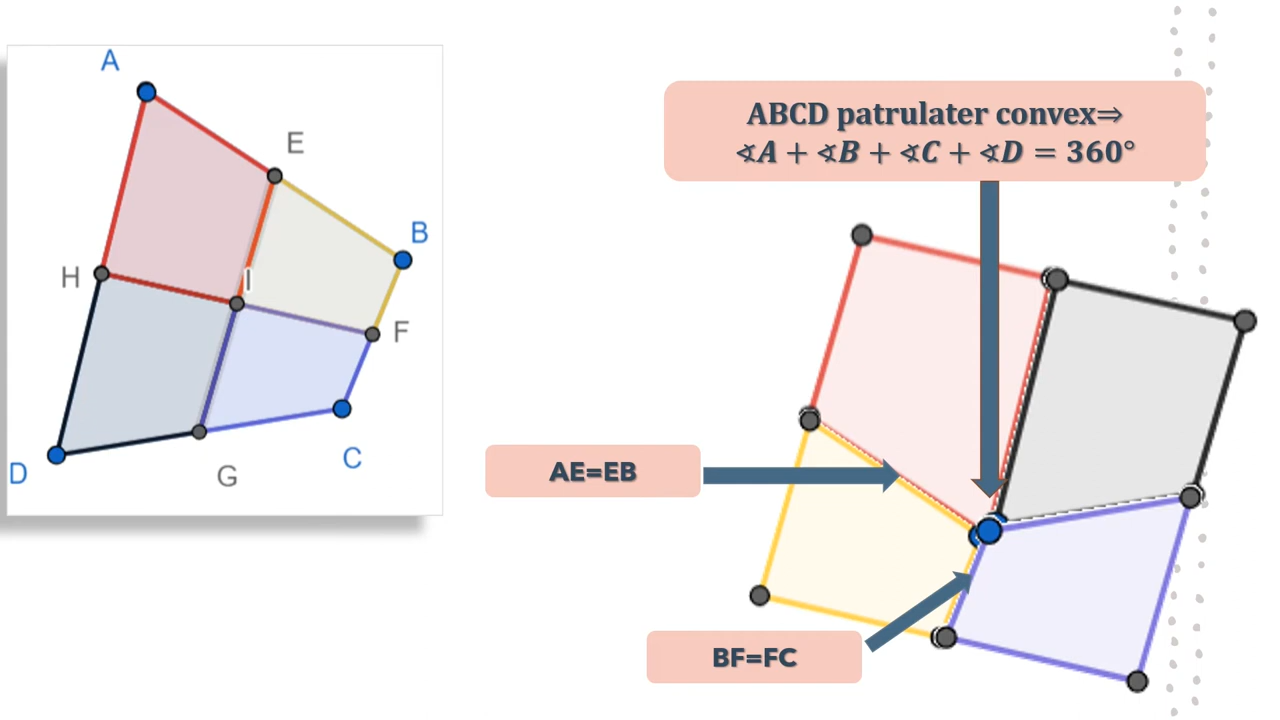 A
E
B
H
I
F
D
G
C
ABCD patrulater convex⇒
∢A + ∢B + ∢C + ∢D = 360°
AE=EB
BF=FC